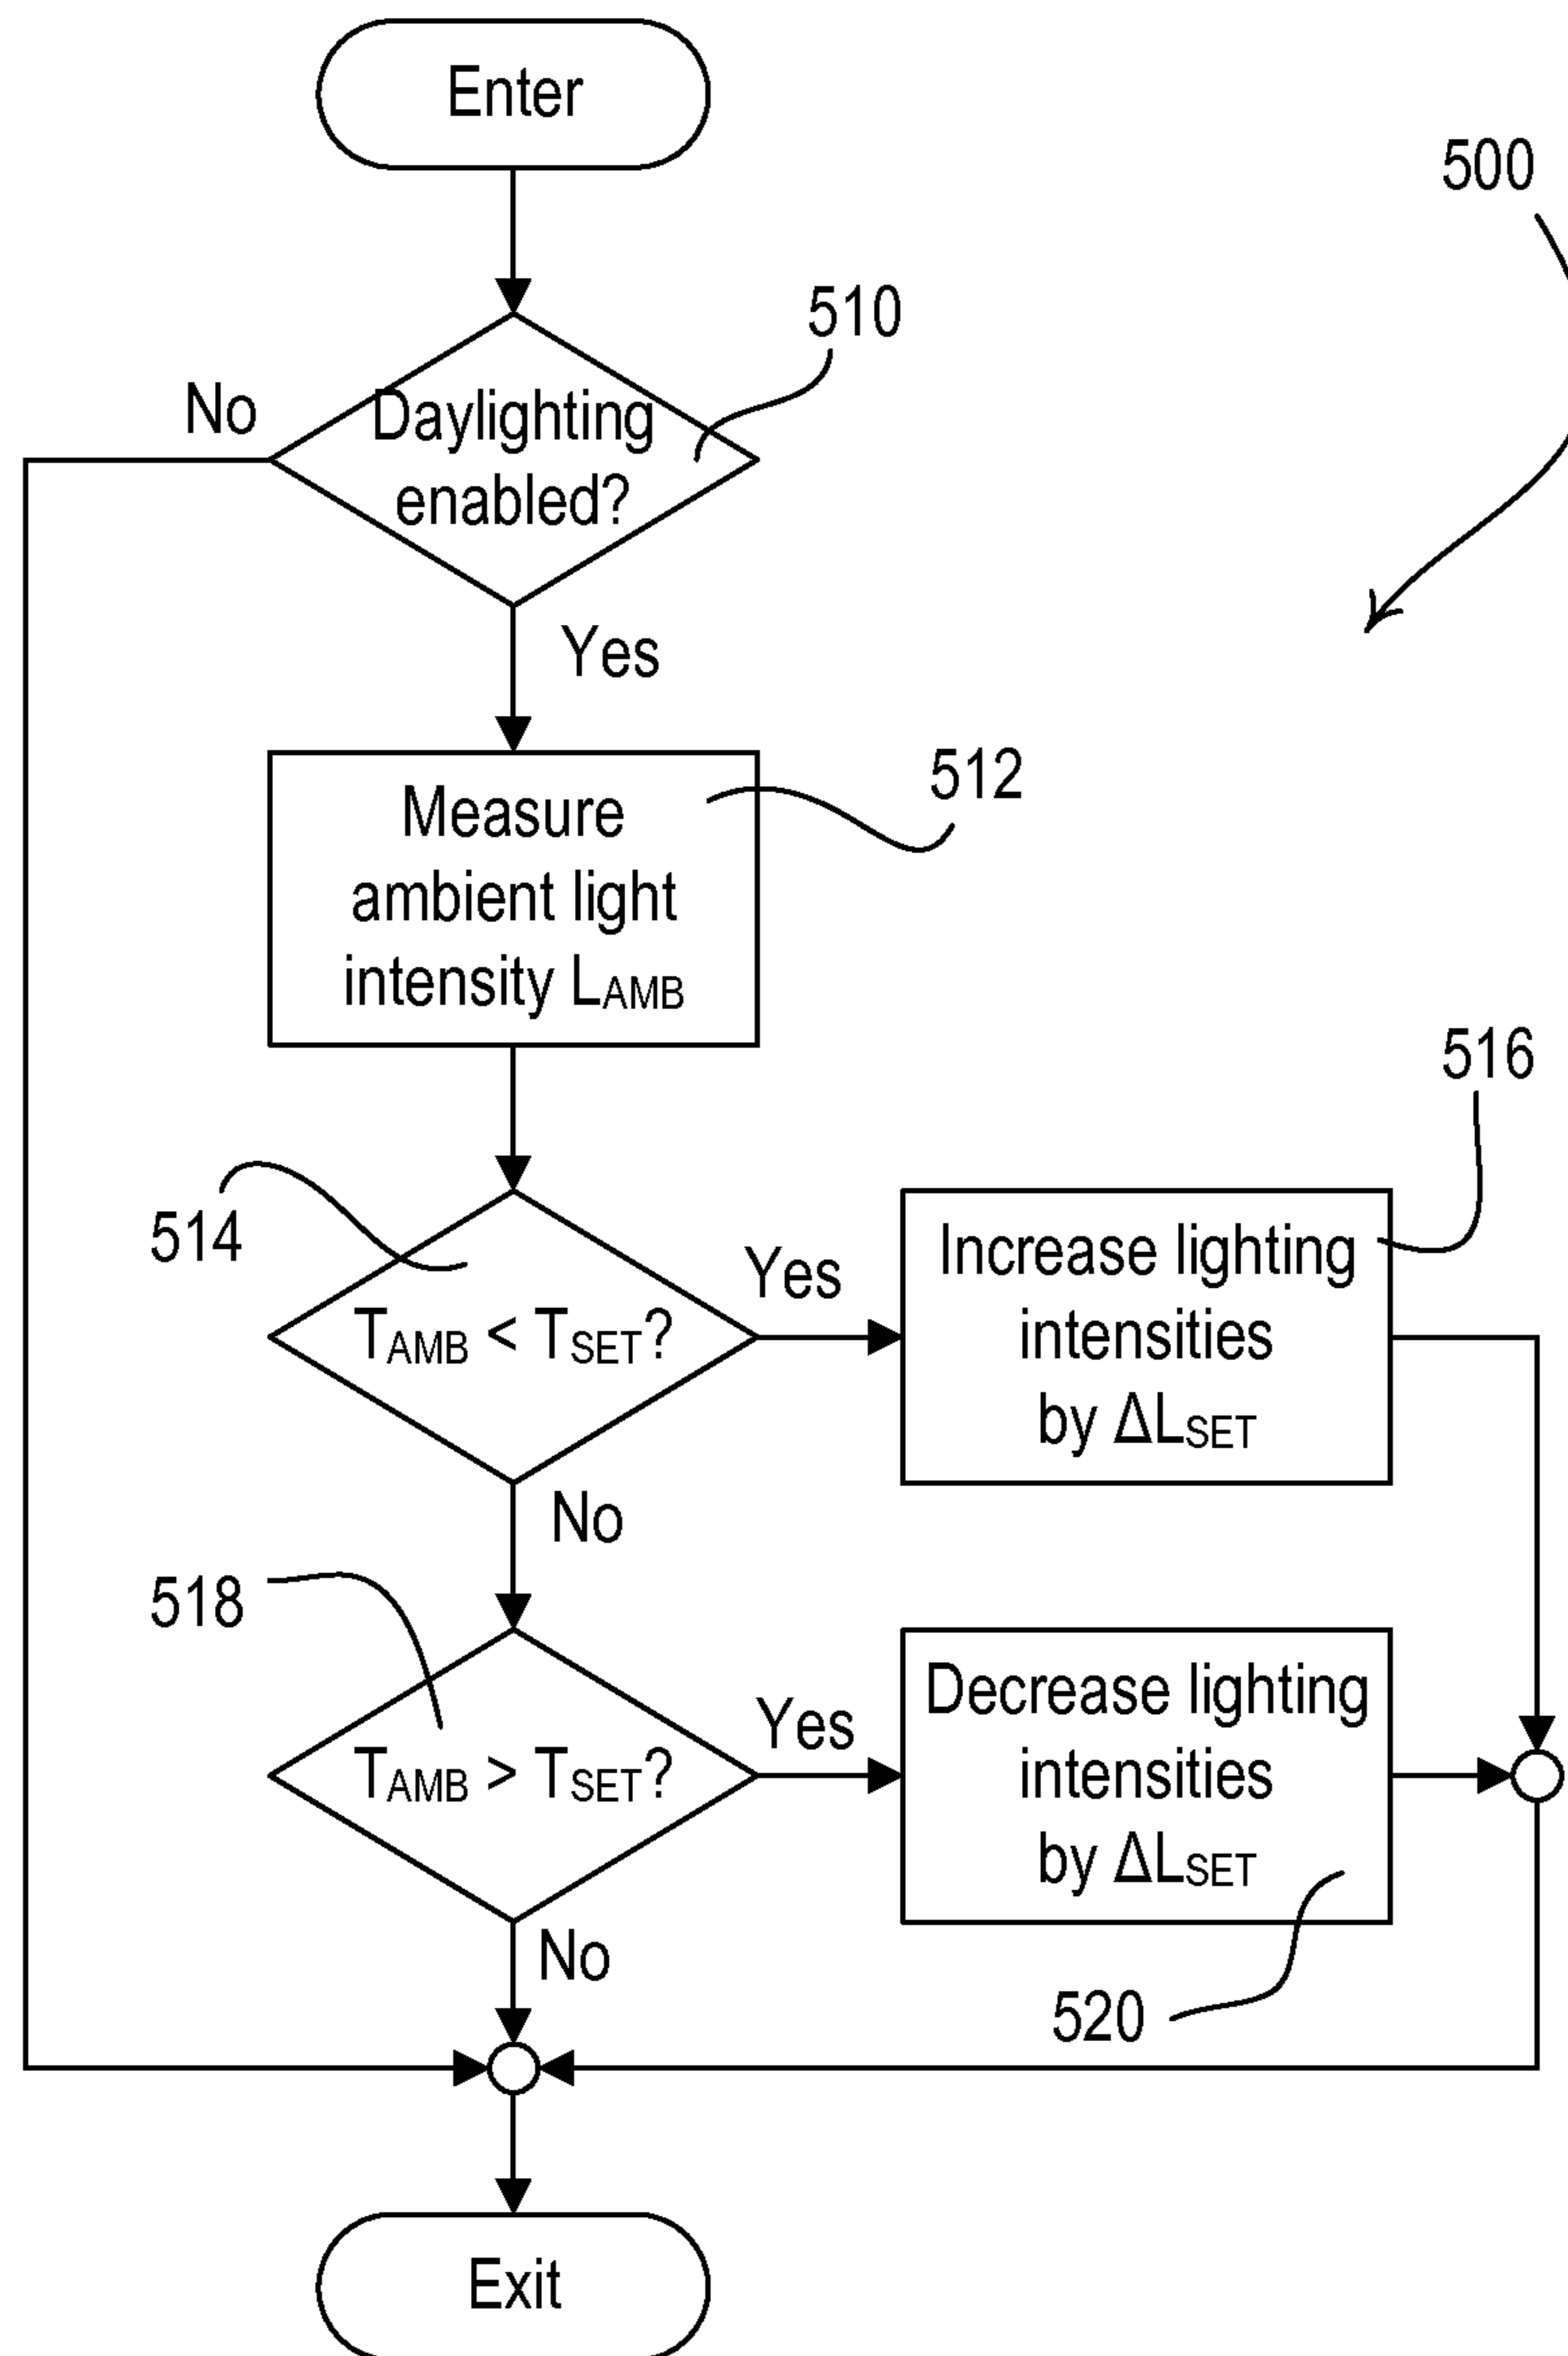 Enter
500
510
No
Daylighting
enabled?
Yes
512
Measure
ambient light
intensity LAMB
516
514
Yes
Increase lighting
intensities
by ΔLSET
TAMB < TSET?
No
518
Yes
Decrease lighting
intensities
by ΔLSET
TAMB > TSET?
No
520
Exit